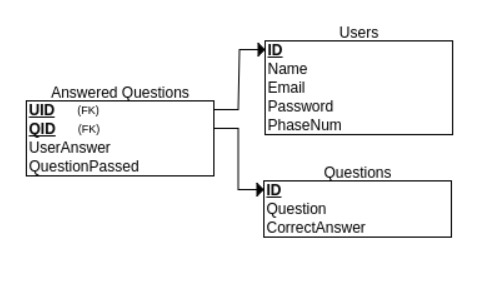 Users
ID
Name
Email
Password
PhaseNum
Answered Questions
UID (FK)
QID (FK)
UserAnswer
QuestionPassed
Questions
ID
Question
CorrectAnswer